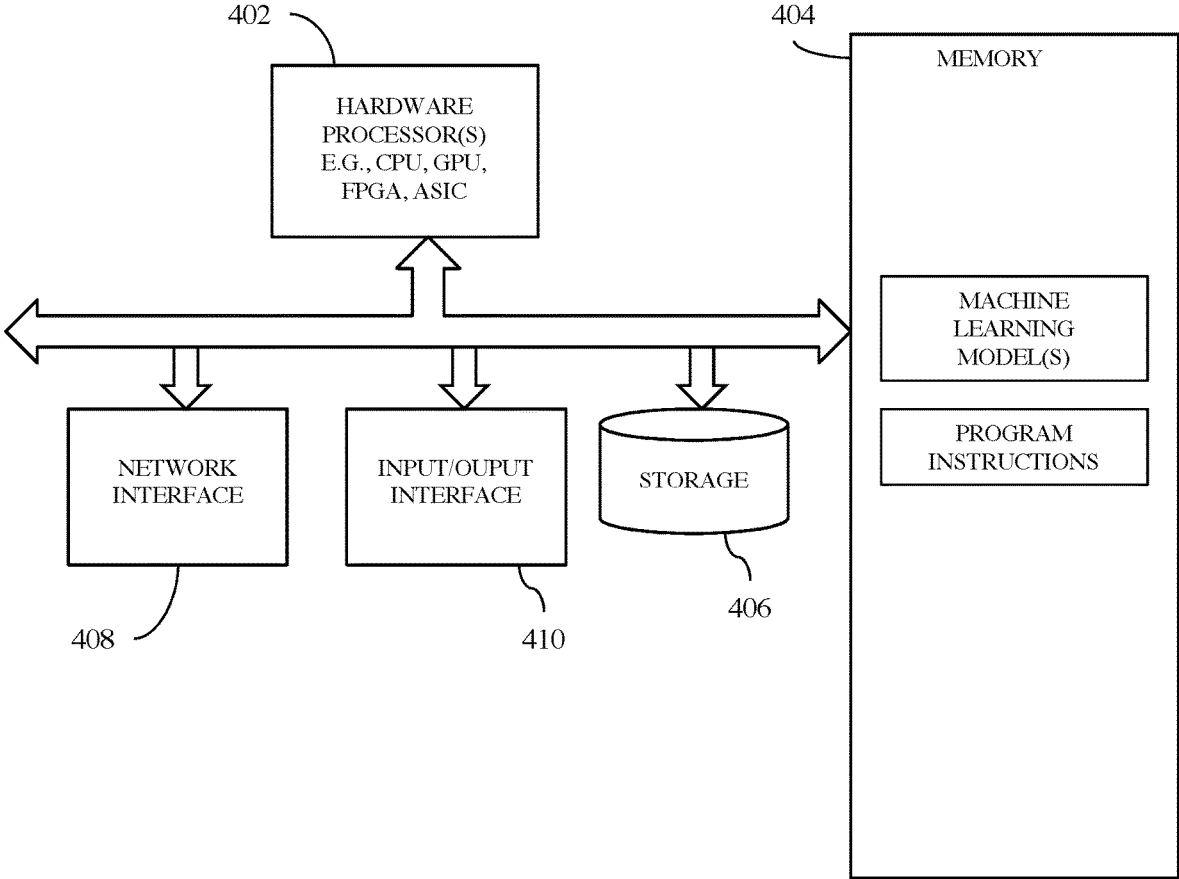 402
HARDWARE
PROCESSOR(S)
E.G., CPU, GPU,
FPGA, ASIC
404
MEMORY
MACHINE
LEARNING
MODEL(S)
PROGRAM
INSTRUCTIONS
NETWORK
INTERFACE
INPUT/OUPUT
INTERFACE
STORAGE
408
410
406